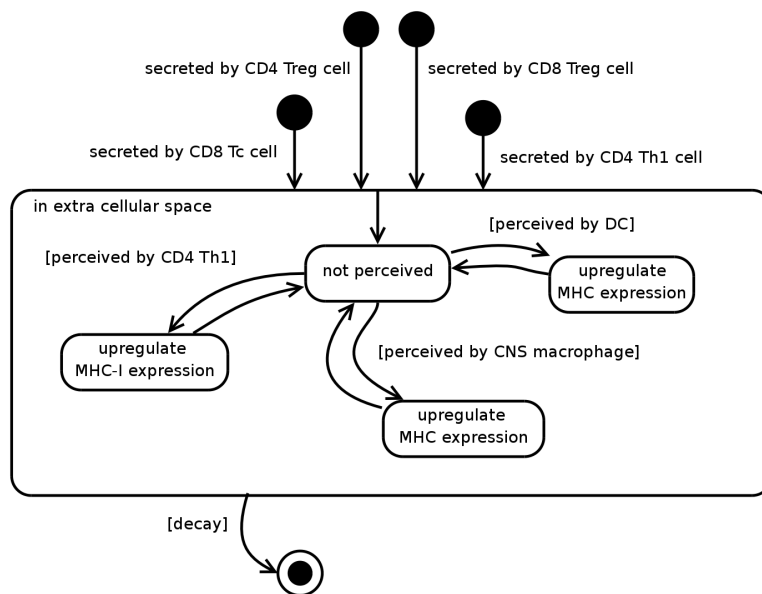 secreted by CD4 Treg cell
secreted by CD8 Treg cell
secreted by CD8 Tc cell
secreted by CD4 Th1 cell
in extra cellular space
[perceived by DC]
[perceived by CD4 Th1]
not perceived
upregulate
MHC expression
upregulate
MHC-I expression
[perceived by CNS macrophage]
upregulate
MHC expression
[decay]